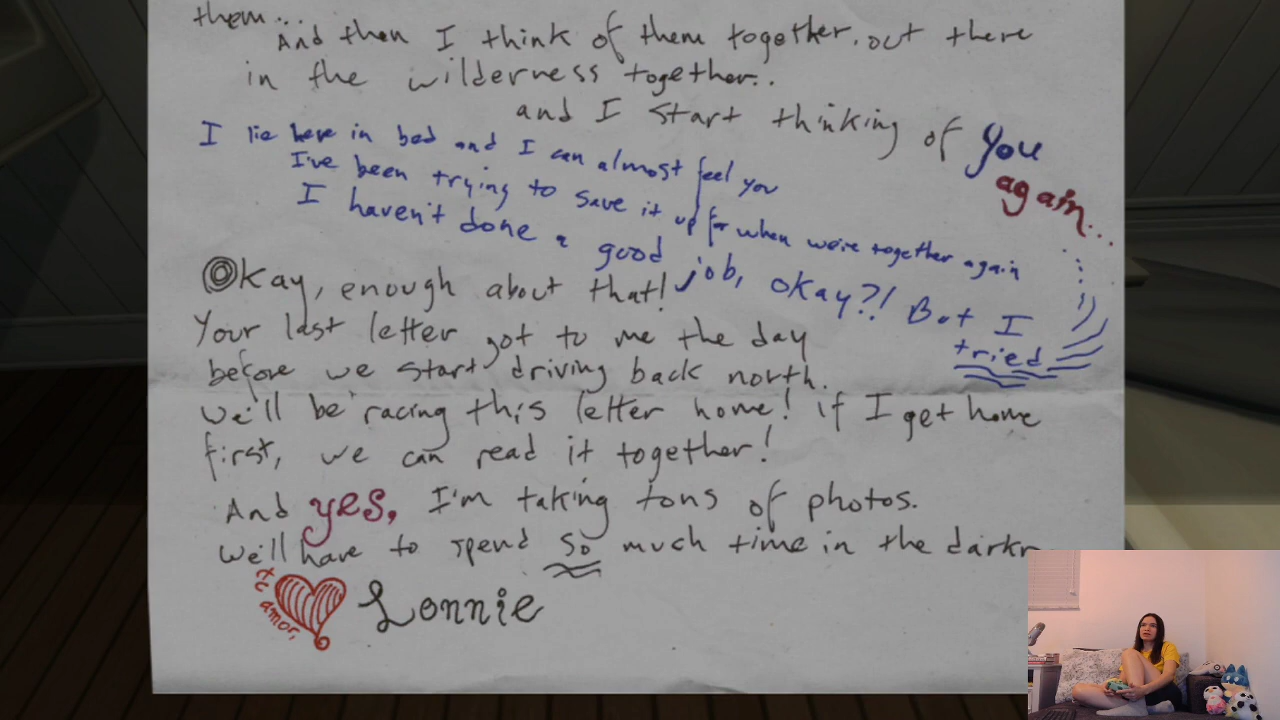 them...
And then I think of them together, out there
in the wilderness together..
and I start thinking of you
again...
I lie here in bed and I can almost feel you
I've been trying to save it up for when we're together again
I haven't done a good job, okay?! But I
tried
Okay, enough about that!
Your last letter got to me the day
before we start driving back north.
We'll be racing this letter home! if I get home
first, we can read it together!
And yes, I'm taking tons of photos.
We'll have to spend so much time in the
te amor,
Lonnie